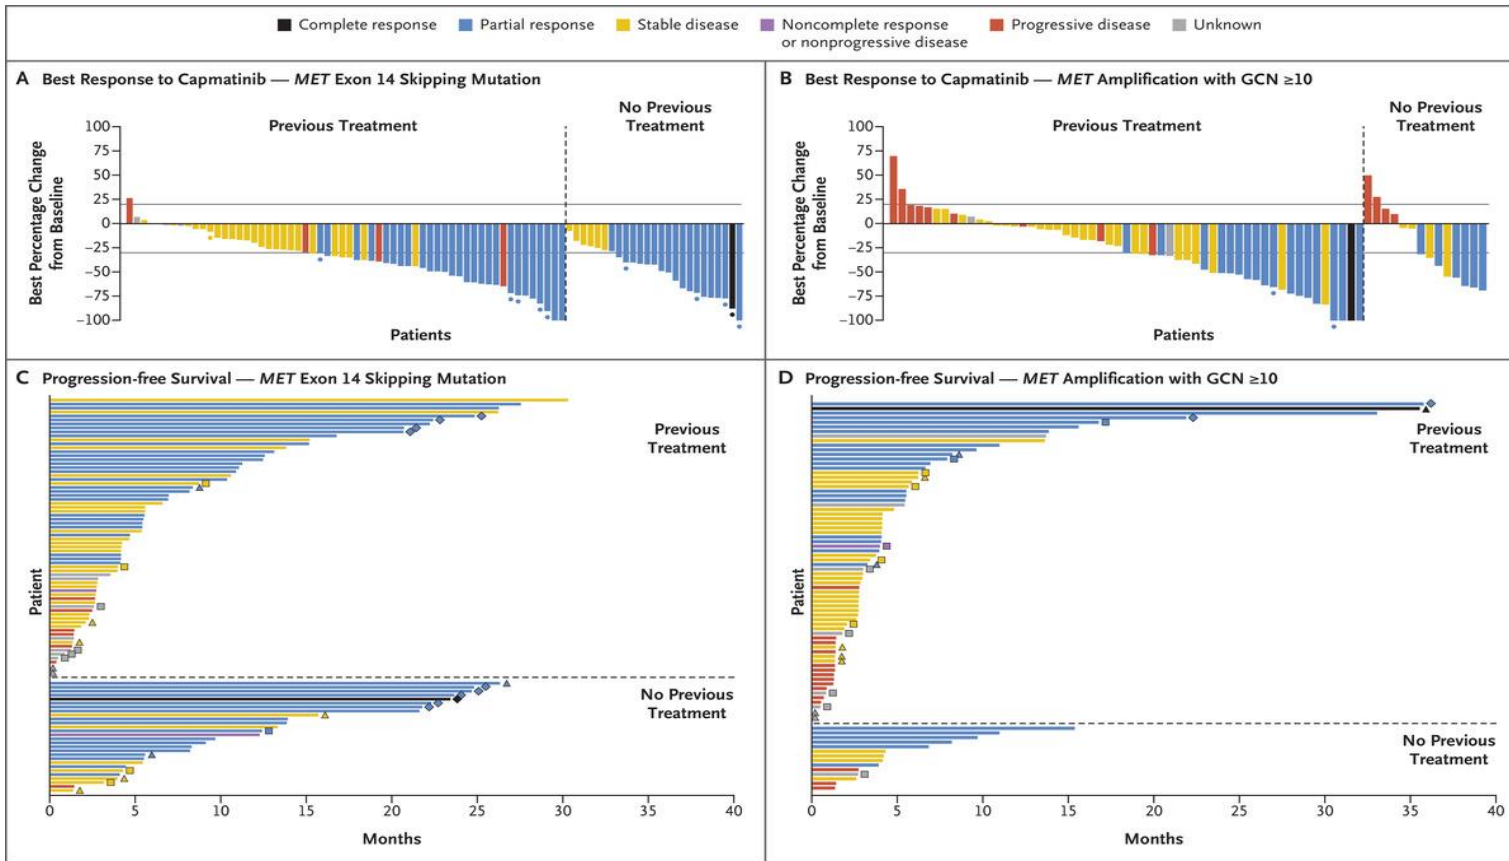 Complete response
Partial response
Stable disease
Noncomplete response
or nonprogressive disease
Progressive disease
Unknown
A Best Response to Capmatinib — MET Exon 14 Skipping Mutation
Previous Treatment
No Previous
Treatment
Best Percentage Change
from Baseline
100
75
50
25
0
−25
−50
−75
−100
Patients
B Best Response to Capmatinib — MET Amplification with GCN ≥10
Previous Treatment
No Previous
Treatment
Best Percentage Change
from Baseline
100
75
50
25
0
−25
−50
−75
−100
Patients
C Progression-free Survival — MET Exon 14 Skipping Mutation
Previous
Treatment
Patient
No Previous
Treatment
0 5 10 15 20 25 30 35 40
Months
D Progression-free Survival — MET Amplification with GCN ≥10
Previous
Treatment
Patient
No Previous
Treatment
0 5 10 15 20 25 30 35 40
Months